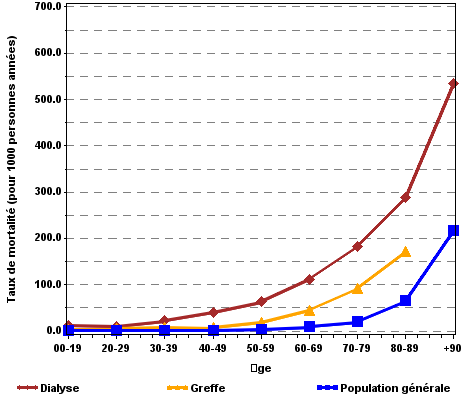 Taux de mortalité (pour 1000 personnes années)
700.0
600.0
500.0
400.0
300.0
200.0
100.0
0.0
00-19 20-29 30-39 40-49 50-59 60-69 70-79 80-89 +90
▯ge
Dialyse Greffe Population générale